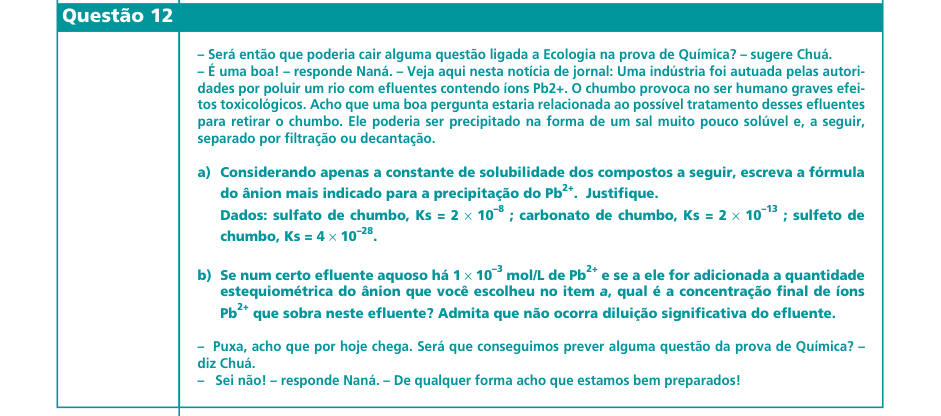 Questão 12
– Será então que poderia cair alguma questão ligada a Ecologia na prova de Química? – sugere Chuá.
– É uma boa! – responde Naná. – Veja aqui nesta notícia de jornal: Uma indústria foi autuada pelas autori-
dades por poluir um rio com efluentes contendo íons Pb2+. O chumbo provoca no ser humano graves efei-
tos toxicológicos. Acho que uma boa pergunta estaria relacionada ao possível tratamento desses efluentes
para retirar o chumbo. Ele poderia ser precipitado na forma de um sal muito pouco solúvel e, a seguir,
separado por filtração ou decantação.
a) Considerando apenas a constante de solubilidade dos compostos a seguir, escreva a fórmula
do ânion mais indicado para a precipitação do Pb²⁺. Justifique.
Dados: sulfato de chumbo, Ks = 2 × 10⁻⁸ ; carbonato de chumbo, Ks = 2 × 10⁻¹³ ; sulfeto de
chumbo, Ks = 4 × 10⁻²⁸.
b) Se num certo efluente aquoso há 1 × 10⁻³ mol/L de Pb²⁺ e se a ele for adicionada a quantidade
estequiométrica do ânion que você escolheu no item a, qual é a concentração final de íons
Pb²⁺ que sobra neste efluente? Admita que não ocorra diluição significativa do efluente.
– Puxa, acho que por hoje chega. Será que conseguimos prever alguma questão da prova de Química? –
diz Chuá.
– Sei não! – responde Naná. – De qualquer forma acho que estamos bem preparados!